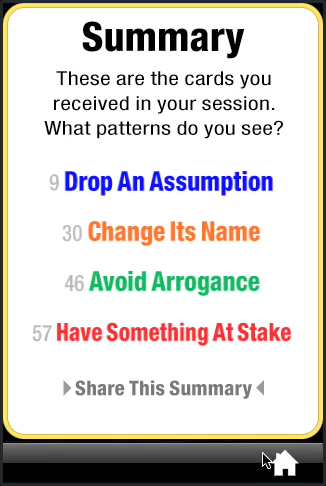 Summary
These are the cards you
received in your session.
What patterns do you see?
9 Drop An Assumption
30 Change Its Name
46 Avoid Arrogance
57 Have Something At Stake
Share This Summary